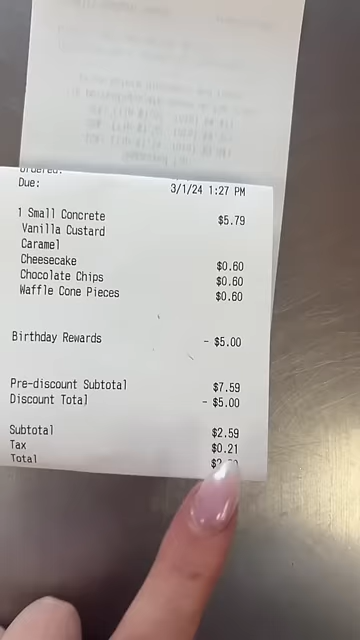 Due: 3/1/24 1:27 PM
1 Small Concrete $5.79
Vanilla Custard
Caramel
Cheesecake $0.60
Chocolate Chips $0.60
Waffle Cone Pieces $0.60
Birthday Rewards - $5.00
Pre-discount Subtotal $7.59
Discount Total - $5.00
Subtotal $2.59
Tax $0.21
Total